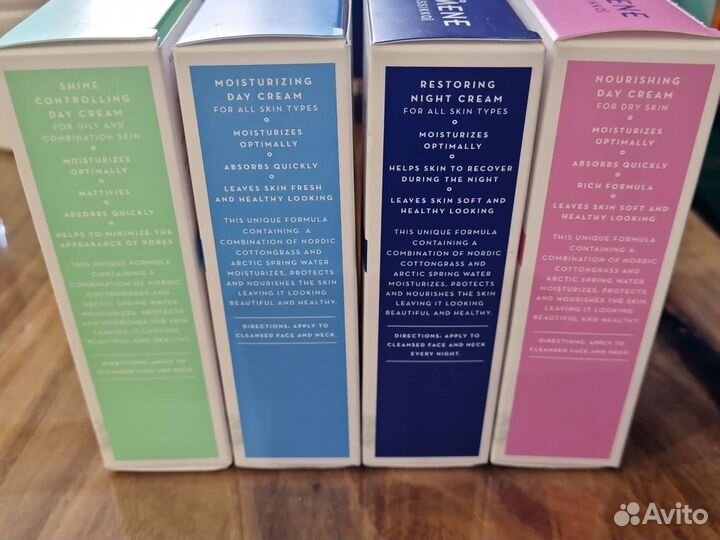 SHINE
CONTROLLING
DAY CREAM
FOR OILY AND
COMBINATION SKIN
MOISTURIZES
OPTIMALLY
MATTIFIES
ABSORBS QUICKLY
HELPS TO MINIMIZE THE
APPEARANCE OF PORES
THIS UNIQUE FORMULA
CONTAINING A
COMBINATION OF NORDIC
COTTONGRASS AND
ARCTIC SPRING WATER
MOISTURIZES, PROTECTS
AND NOURISHES THE SKIN
LEAVING IT LOOKING
BEAUTIFUL AND HEALTHY.
DIRECTIONS: APPLY TO
CLEANSED FACE AND NECK.
MOISTURIZING
DAY CREAM
FOR ALL SKIN TYPES
MOISTURIZES
OPTIMALLY
ABSORBS QUICKLY
LEAVES SKIN FRESH
AND HEALTHY LOOKING
THIS UNIQUE FORMULA
CONTAINING A
COMBINATION OF NORDIC
COTTONGRASS AND
ARCTIC SPRING WATER
MOISTURIZES, PROTECTS
AND NOURISHES THE SKIN
LEAVING IT LOOKING
BEAUTIFUL AND HEALTHY.
DIRECTIONS: APPLY TO
CLEANSED FACE AND NECK.
RESTORING
NIGHT CREAM
FOR ALL SKIN TYPES
MOISTURIZES
OPTIMALLY
HELPS SKIN TO RECOVER
DURING THE NIGHT
LEAVES SKIN SOFT AND
HEALTHY LOOKING
THIS UNIQUE FORMULA
CONTAINING A
COMBINATION OF NORDIC
COTTONGRASS AND
ARCTIC SPRING WATER
MOISTURIZES, PROTECTS
AND NOURISHES THE SKIN
LEAVING IT LOOKING
BEAUTIFUL AND HEALTHY.
DIRECTIONS: APPLY TO
CLEANSED FACE AND NECK
EVERY NIGHT.
NOURISHING
DAY CREAM
FOR DRY SKIN
MOISTURIZES
OPTIMALLY
ABSORBS QUICKLY
RICH FORMULA
LEAVES SKIN SOFT AND
HEALTHY LOOKING
THIS UNIQUE FORMULA
CONTAINING A
COMBINATION OF NORDIC
COTTONGRASS AND
ARCTIC SPRING WATER
MOISTURIZES, PROTECTS
AND NOURISHES THE SKIN
LEAVING IT LOOKING
BEAUTIFUL AND HEALTHY.
DIRECTIONS: APPLY TO
CLEANSED FACE AND NECK.
Avito